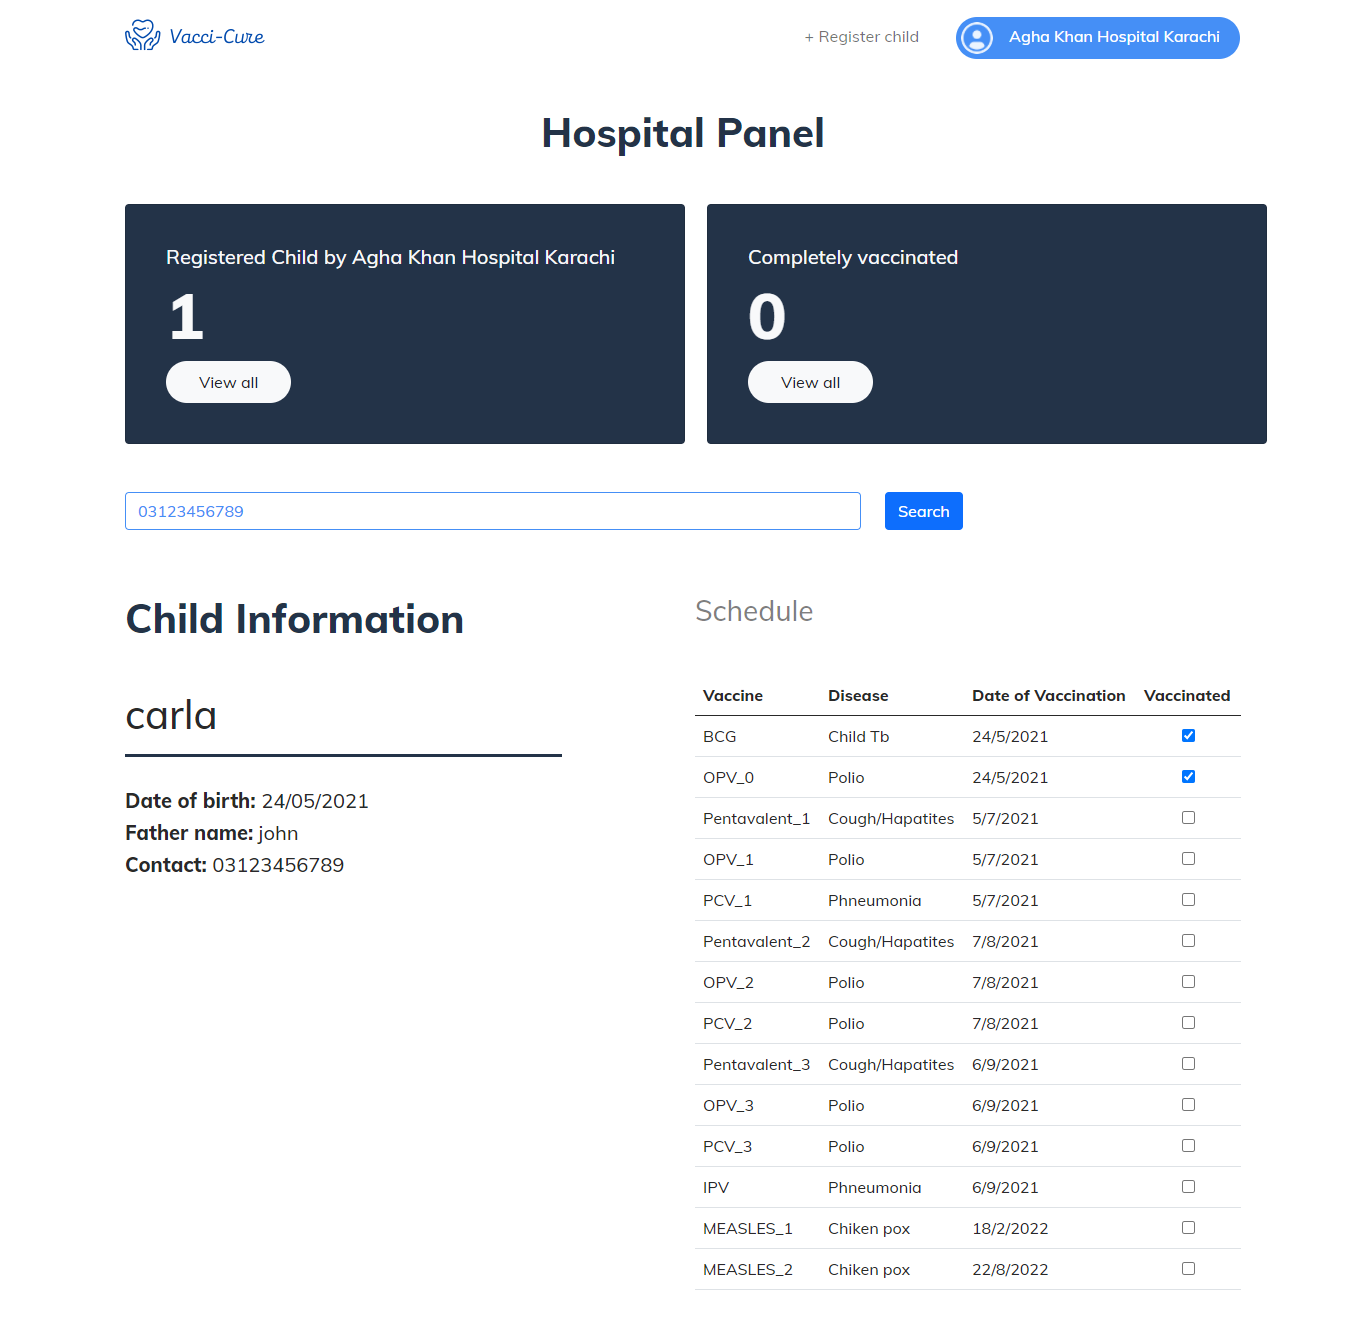 Vacci-Cure
+ Register child
Agha Khan Hospital Karachi
Hospital Panel
Registered Child by Agha Khan Hospital Karachi
1
View all
Completely vaccinated
0
View all
03123456789
Search
Child Information
carla
Date of birth: 24/05/2021
Father name: john
Contact: 03123456789
Schedule
Vaccine Disease Date of Vaccination Vaccinated
BCG Child Tb 24/5/2021
OPV_0 Polio 24/5/2021
Pentavalent_1 Cough/Hapatites 5/7/2021
OPV_1 Polio 5/7/2021
PCV_1 Phneumonia 5/7/2021
Pentavalent_2 Cough/Hapatites 7/8/2021
OPV_2 Polio 7/8/2021
PCV_2 Polio 7/8/2021
Pentavalent_3 Cough/Hapatites 6/9/2021
OPV_3 Polio 6/9/2021
PCV_3 Polio 6/9/2021
IPV Phneumonia 6/9/2021
MEASLES_1 Chiken pox 18/2/2022
MEASLES_2 Chiken pox 22/8/2022